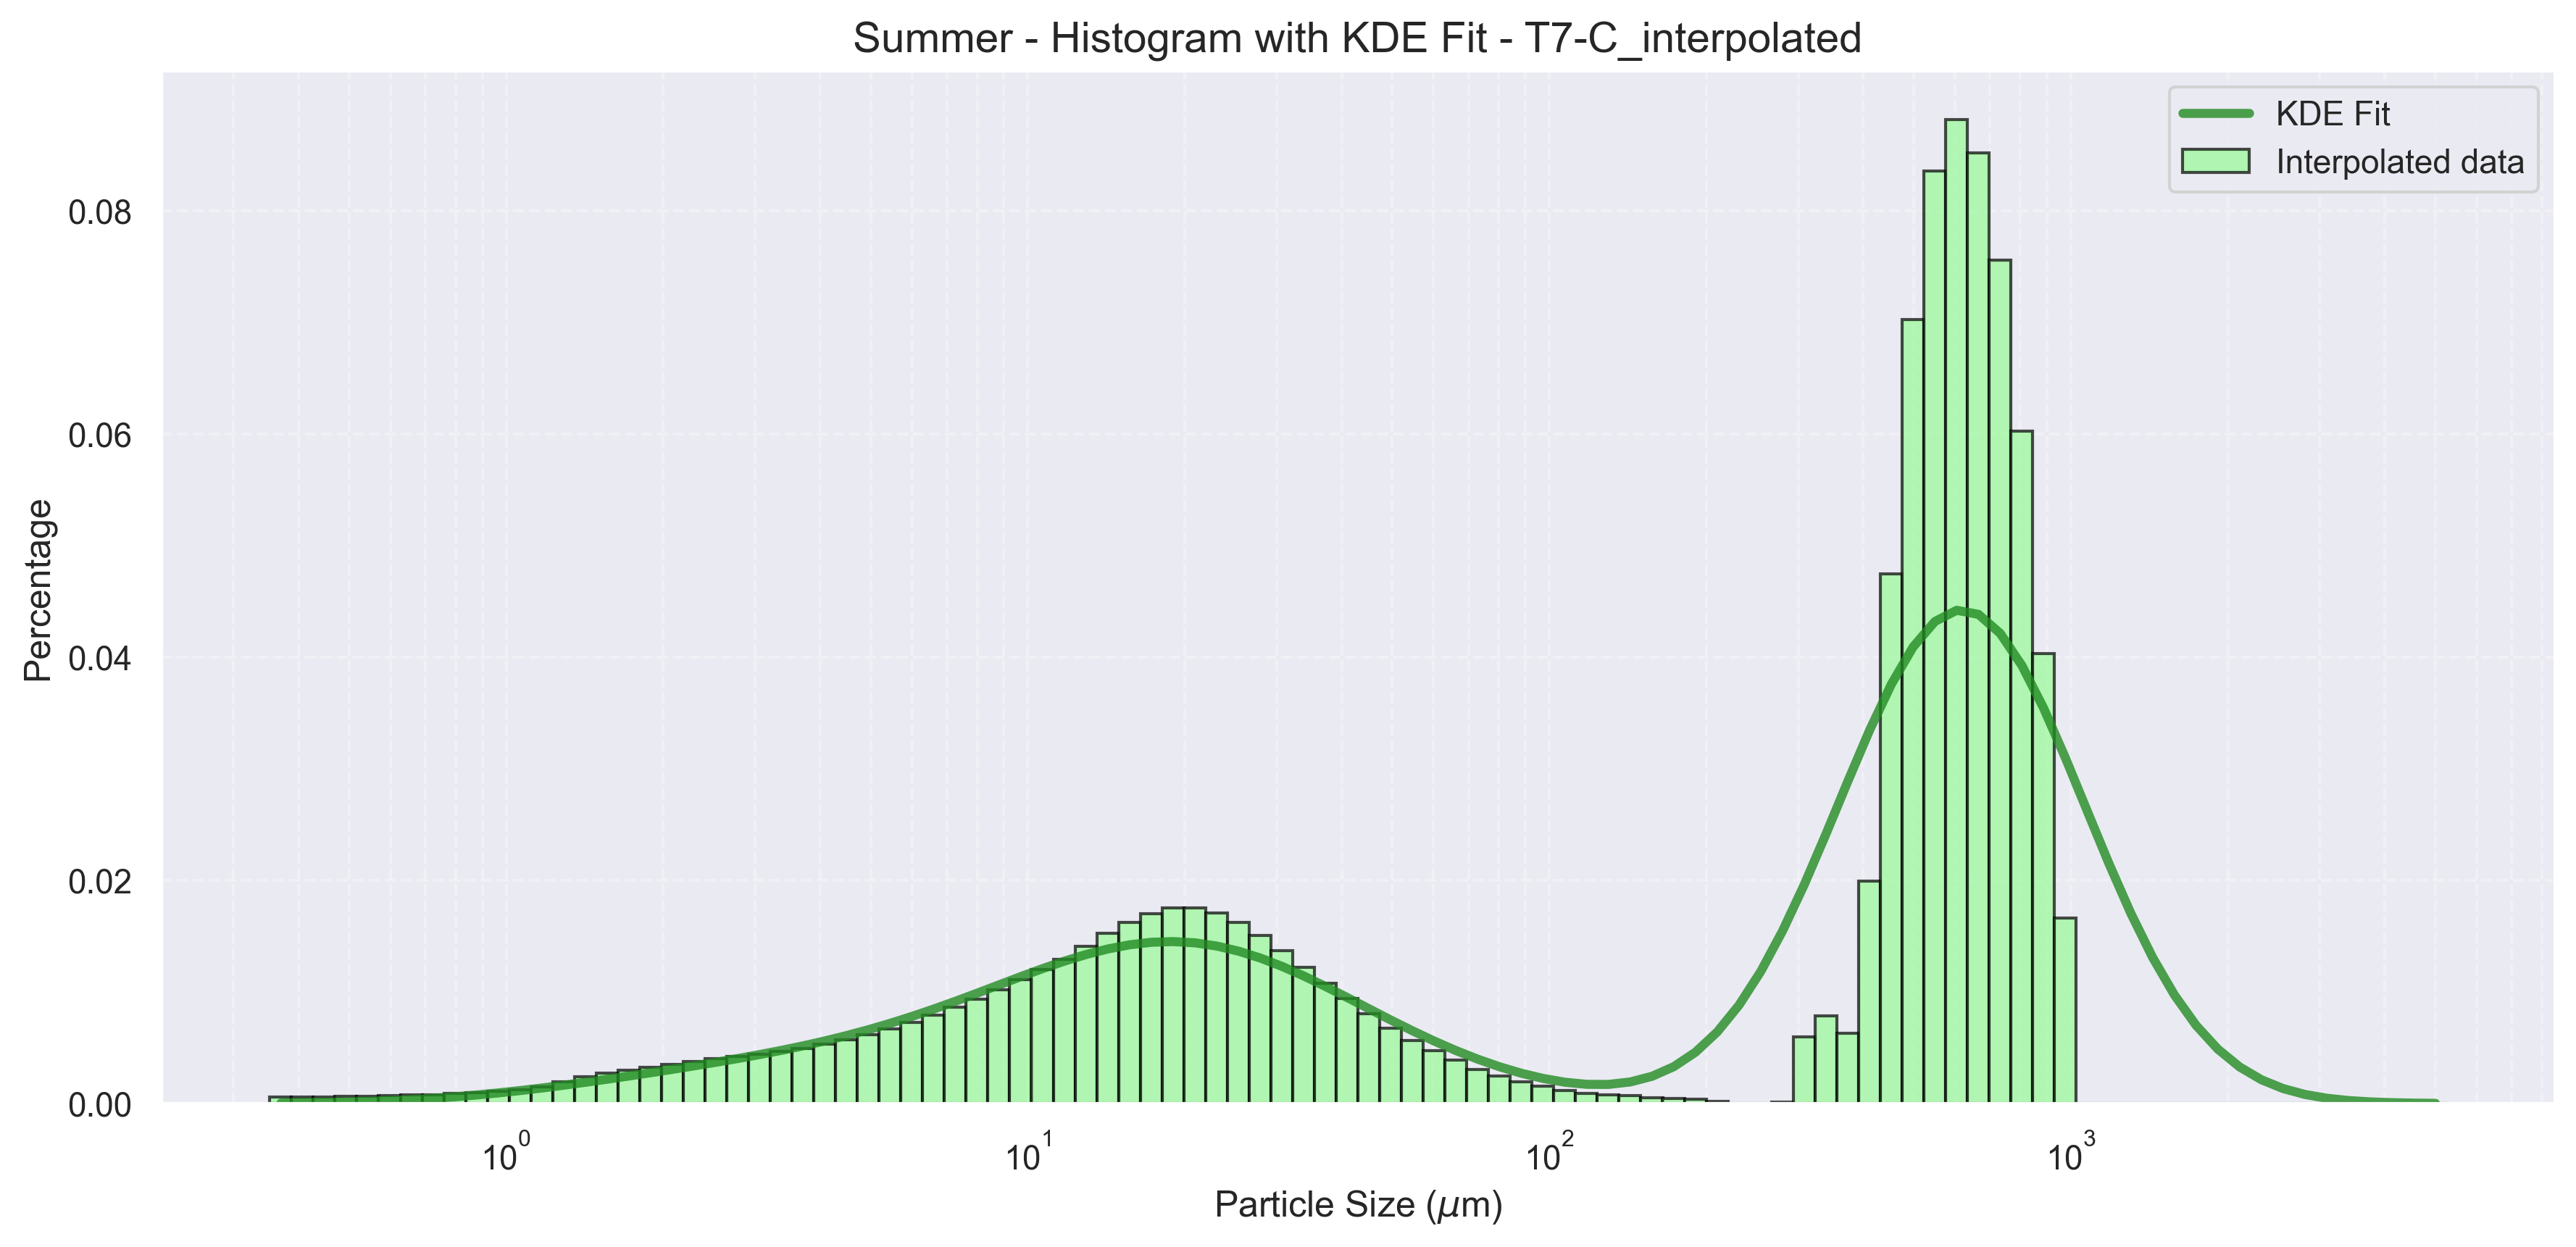 Summer - Histogram with KDE Fit - T7-C_interpolated
KDE Fit
Interpolated data
Percentage
0.08
0.06
0.04
0.02
0.00
10⁰ 10¹ 10² 10³
Particle Size (μm)